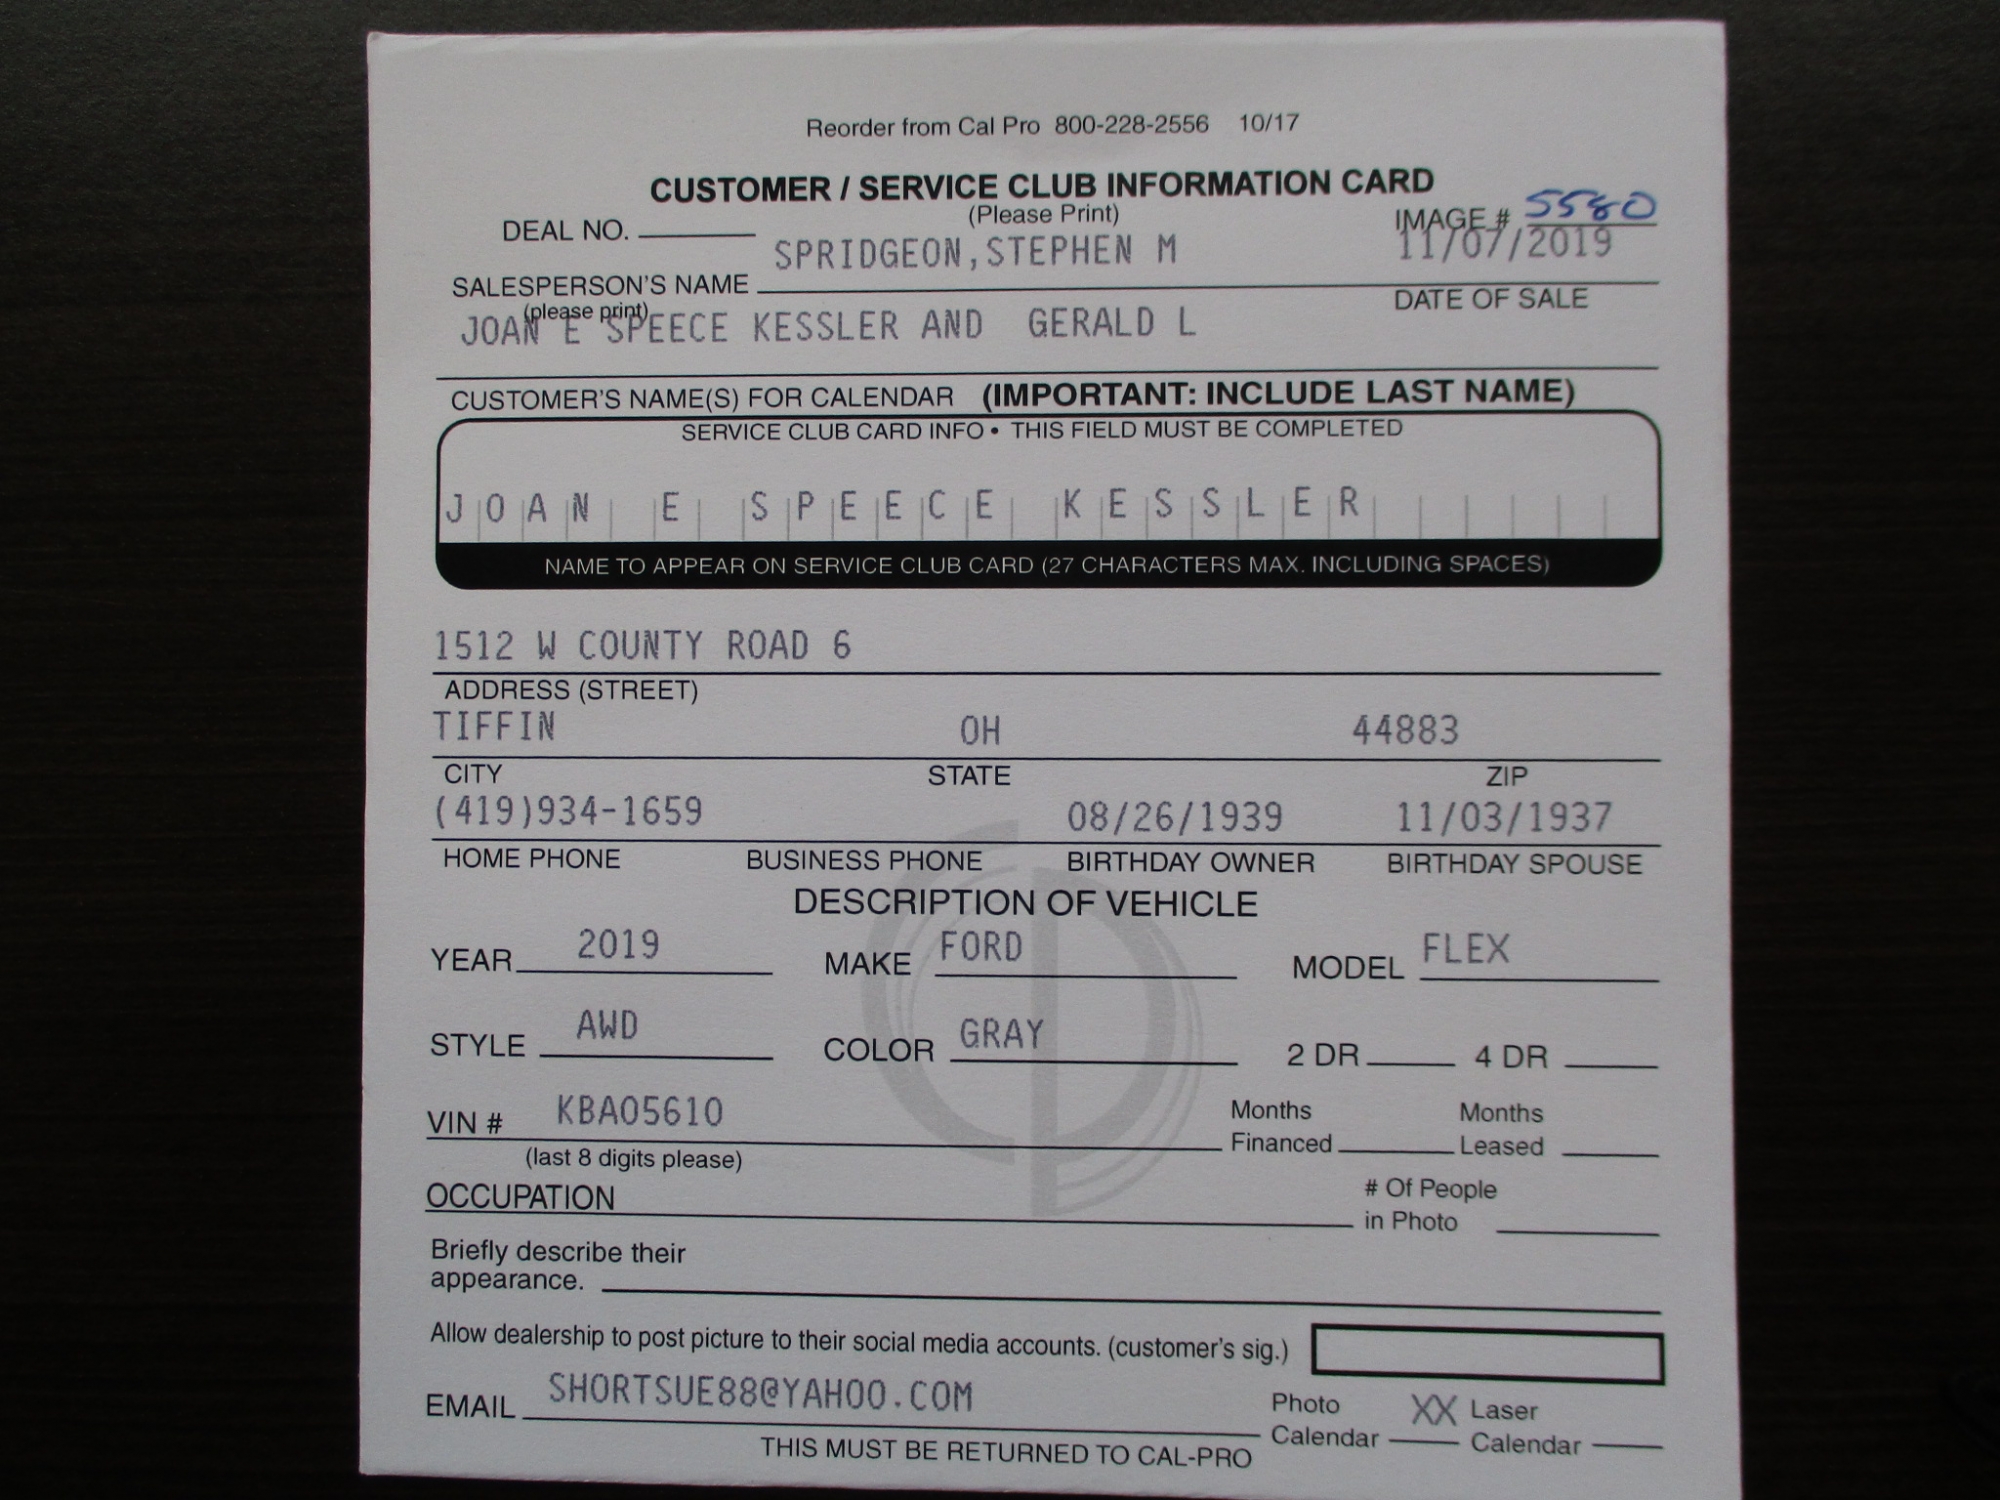 Reorder from Cal Pro 800-228-2556 10/17
CUSTOMER / SERVICE CLUB INFORMATION CARD
(Please Print)
DEAL NO. IMAGE # 5580
SPRIDGEON,STEPHEN M 11/07/2019
SALESPERSON'S NAME
(please print) DATE OF SALE
JOAN E SPEECE KESSLER AND GERALD L
CUSTOMER'S NAME(S) FOR CALENDAR (IMPORTANT: INCLUDE LAST NAME)
SERVICE CLUB CARD INFO • THIS FIELD MUST BE COMPLETED
JOAN E SPEECE KESSLER
NAME TO APPEAR ON SERVICE CLUB CARD (27 CHARACTERS MAX. INCLUDING SPACES)
1512 W COUNTY ROAD 6
ADDRESS (STREET)
TIFFIN OH 44883
CITY STATE ZIP
(419)934-1659 08/26/1939 11/03/1937
HOME PHONE BUSINESS PHONE BIRTHDAY OWNER BIRTHDAY SPOUSE
DESCRIPTION OF VEHICLE
YEAR 2019 MAKE FORD MODEL FLEX
STYLE AWD COLOR GRAY 2 DR 4 DR
VIN # KBA05610 Months Financed Months Leased
(last 8 digits please)
OCCUPATION # Of People in Photo
Briefly describe their
appearance.
Allow dealership to post picture to their social media accounts. (customer's sig.)
EMAIL SHORTSUE88@YAHOO.COM Photo Calendar XX Laser Calendar
THIS MUST BE RETURNED TO CAL-PRO